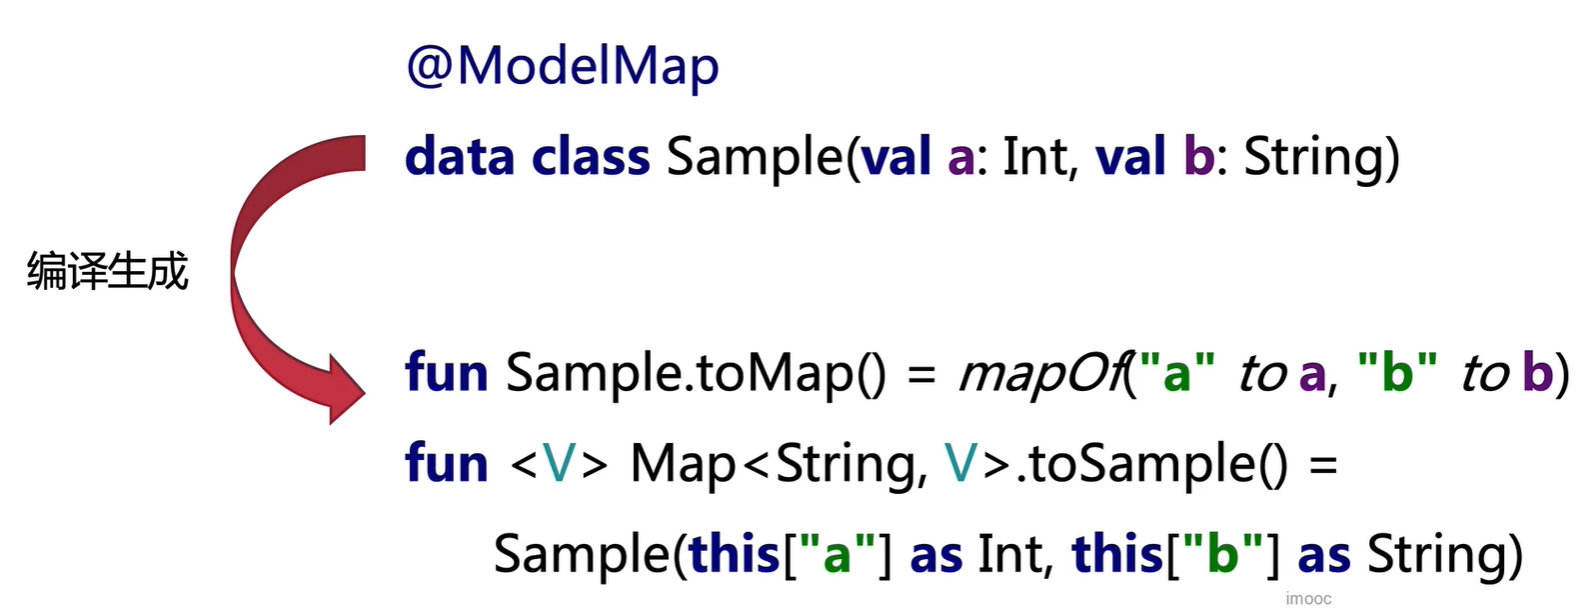 @ModelMap
data class Sample(val a: Int, val b: String)
编译生成
fun Sample.toMap() = mapOf("a" to a, "b" to b)
fun <V> Map<String, V>.toSample() =
Sample(this["a"] as Int, this["b"] as String)
imooc